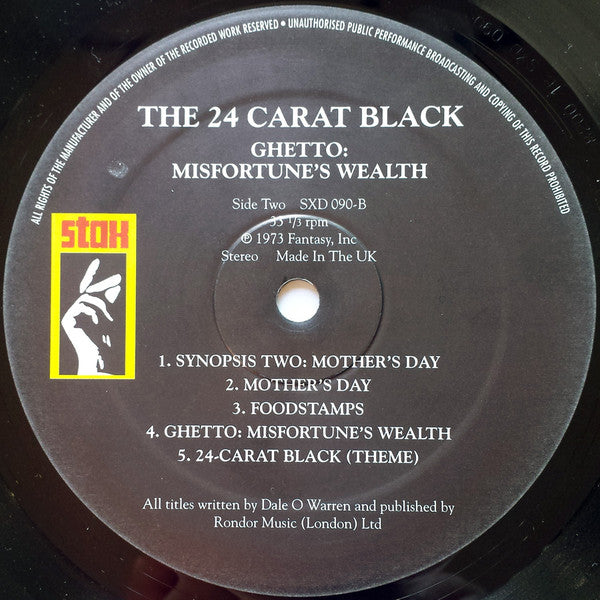 ALL RIGHTS OF THE MANUFACTURER AND OF THE OWNER OF THE RECORDED WORK RESERVED • UNAUTHORISED PUBLIC PERFORMANCE BROADCASTING AND COPYING OF THIS RECORD PROHIBITED
THE 24 CARAT BLACK
GHETTO:
MISFORTUNE'S WEALTH
Side Two SXD 090-B
33 1/3 rpm
℗ 1973 Fantasy, Inc
Stereo Made In The UK
stax
1. SYNOPSIS TWO: MOTHER'S DAY
2. MOTHER'S DAY
3. FOODSTAMPS
4. GHETTO: MISFORTUNE'S WEALTH
5. 24-CARAT BLACK (THEME)
All titles written by Dale O Warren and published by
Rondor Music (London) Ltd